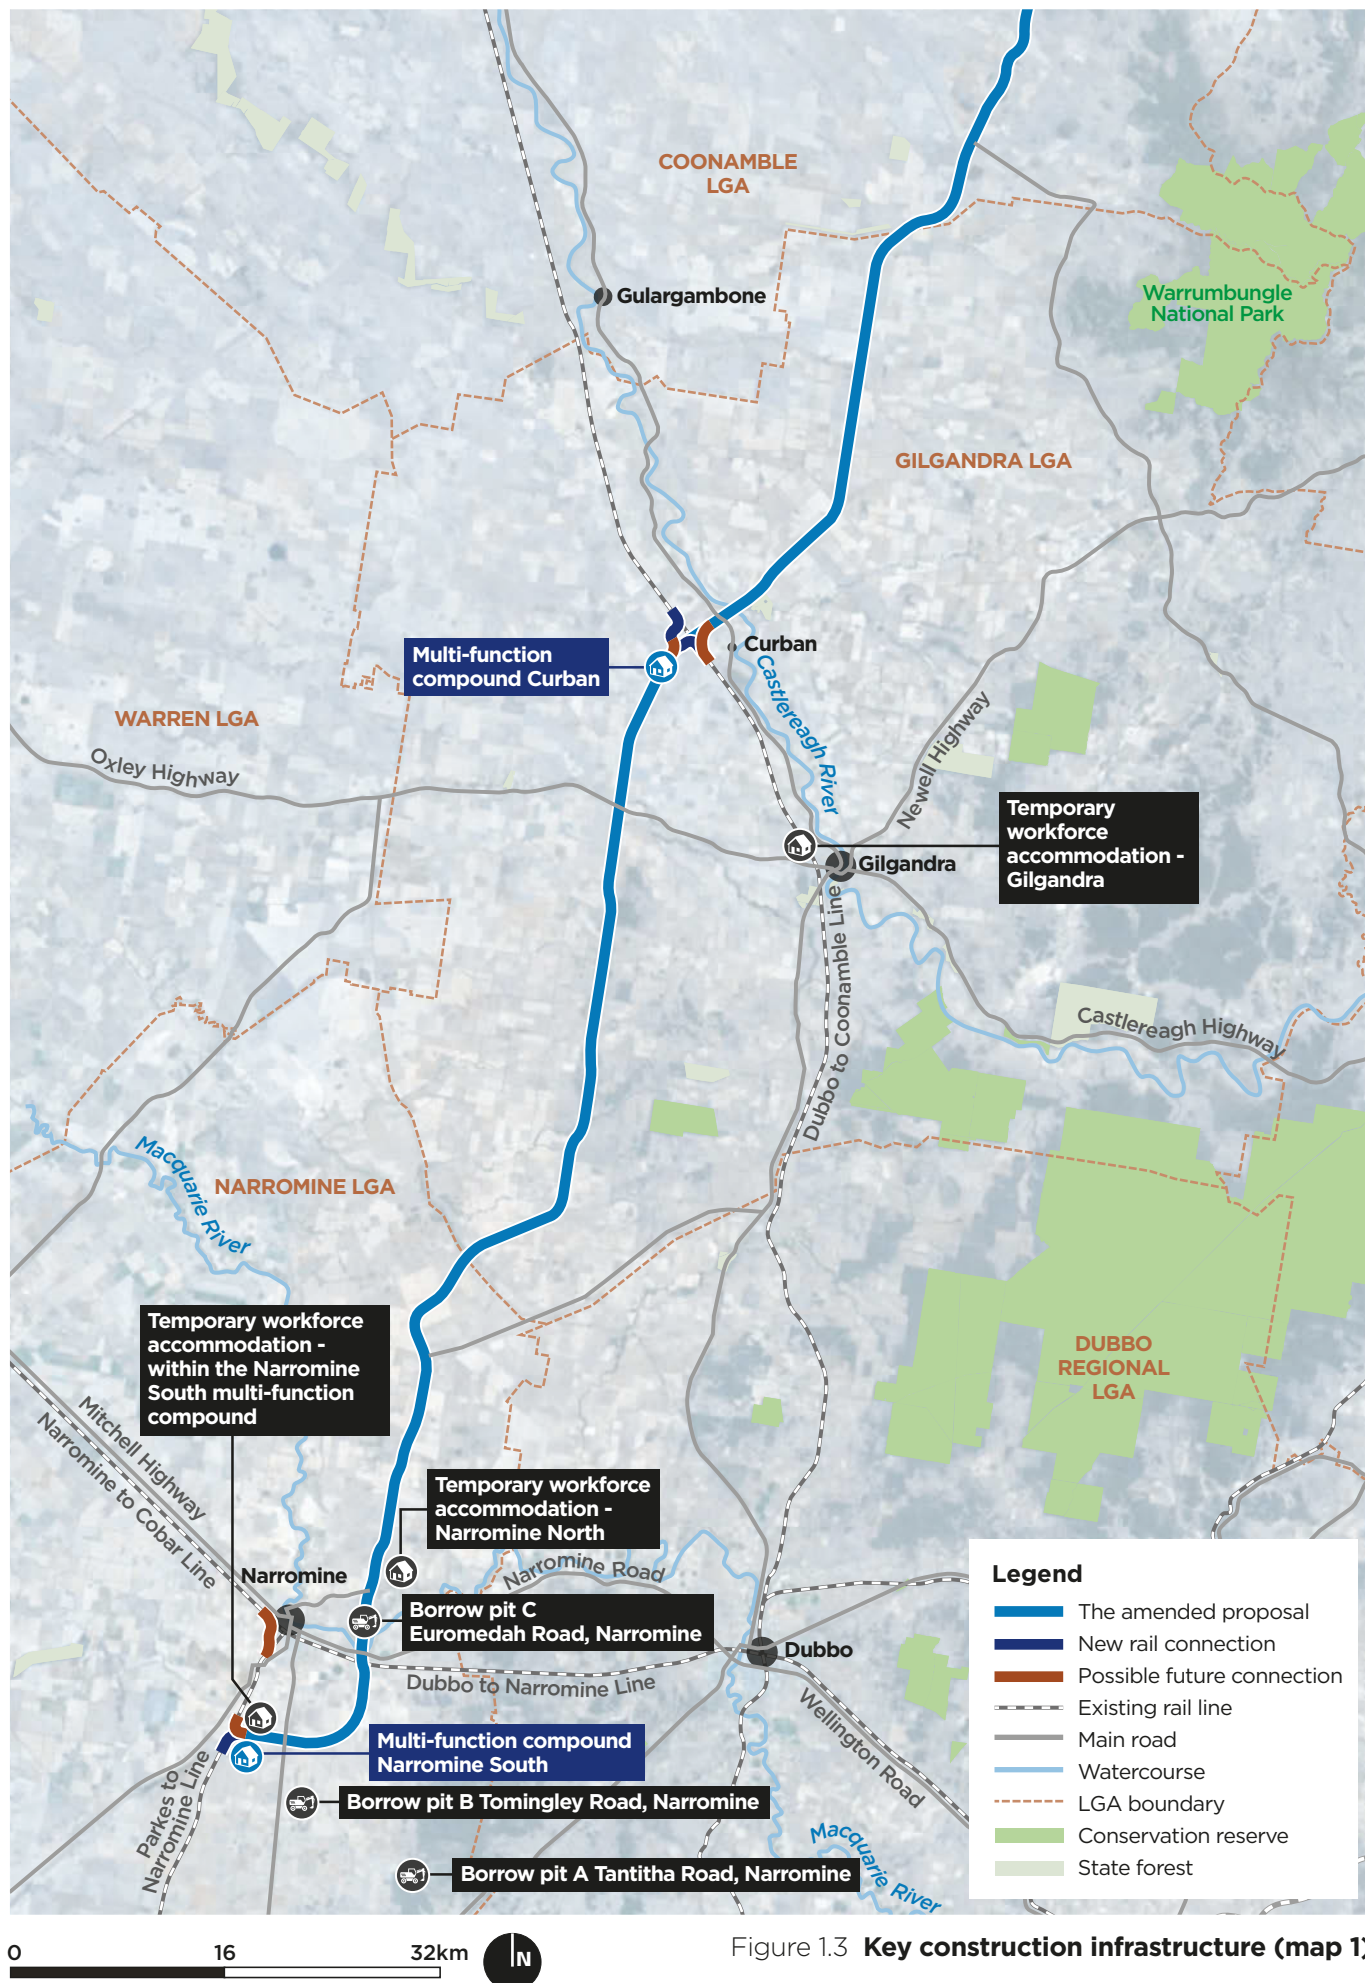 COONAMBLE
LGA
Gulargambone
Warrumbungle
National Park
GILGANDRA LGA
Multi-function
compound Curban
Curban
Castlereagh River
WARREN LGA
Oxley Highway
Newell Highway
Temporary
workforce
accommodation -
Gilgandra
Gilgandra
Dubbo to Coonamble Line
Castlereagh Highway
Macquarie River
NARROMINE LGA
Temporary workforce
accommodation -
within the Narromine
South multi-function
compound
DUBBO
REGIONAL
LGA
Mitchell Highway
Narromine to Cobar Line
Temporary workforce
accommodation -
Narromine North
Narromine
Narromine Road
Borrow pit C
Euromedah Road, Narromine
Dubbo
Dubbo to Narromine Line
Wellington Road
Multi-function compound
Narromine South
Parkes to
Narromine Line
Borrow pit B Tomingley Road, Narromine
Macquarie River
Borrow pit A Tantitha Road, Narromine
Legend
The amended proposal
New rail connection
Possible future connection
Existing rail line
Main road
Watercourse
LGA boundary
Conservation reserve
State forest
0 16 32km
N
Figure 1.3 Key construction infrastructure (map 1)